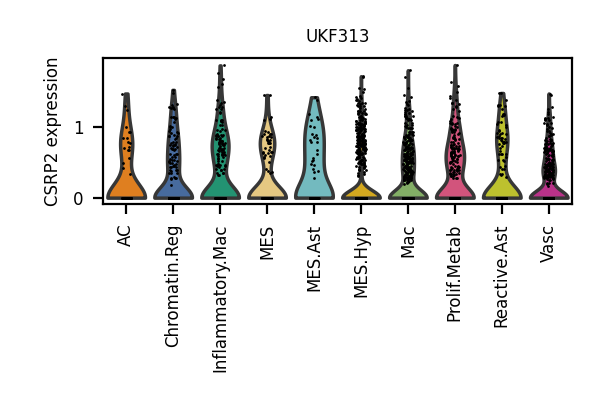 UKF313
CSRP2 expression
1
0
AC
Chromatin.Reg
Inflammatory.Mac
MES
MES.Ast
MES.Hyp
Mac
Prolif.Metab
Reactive.Ast
Vasc